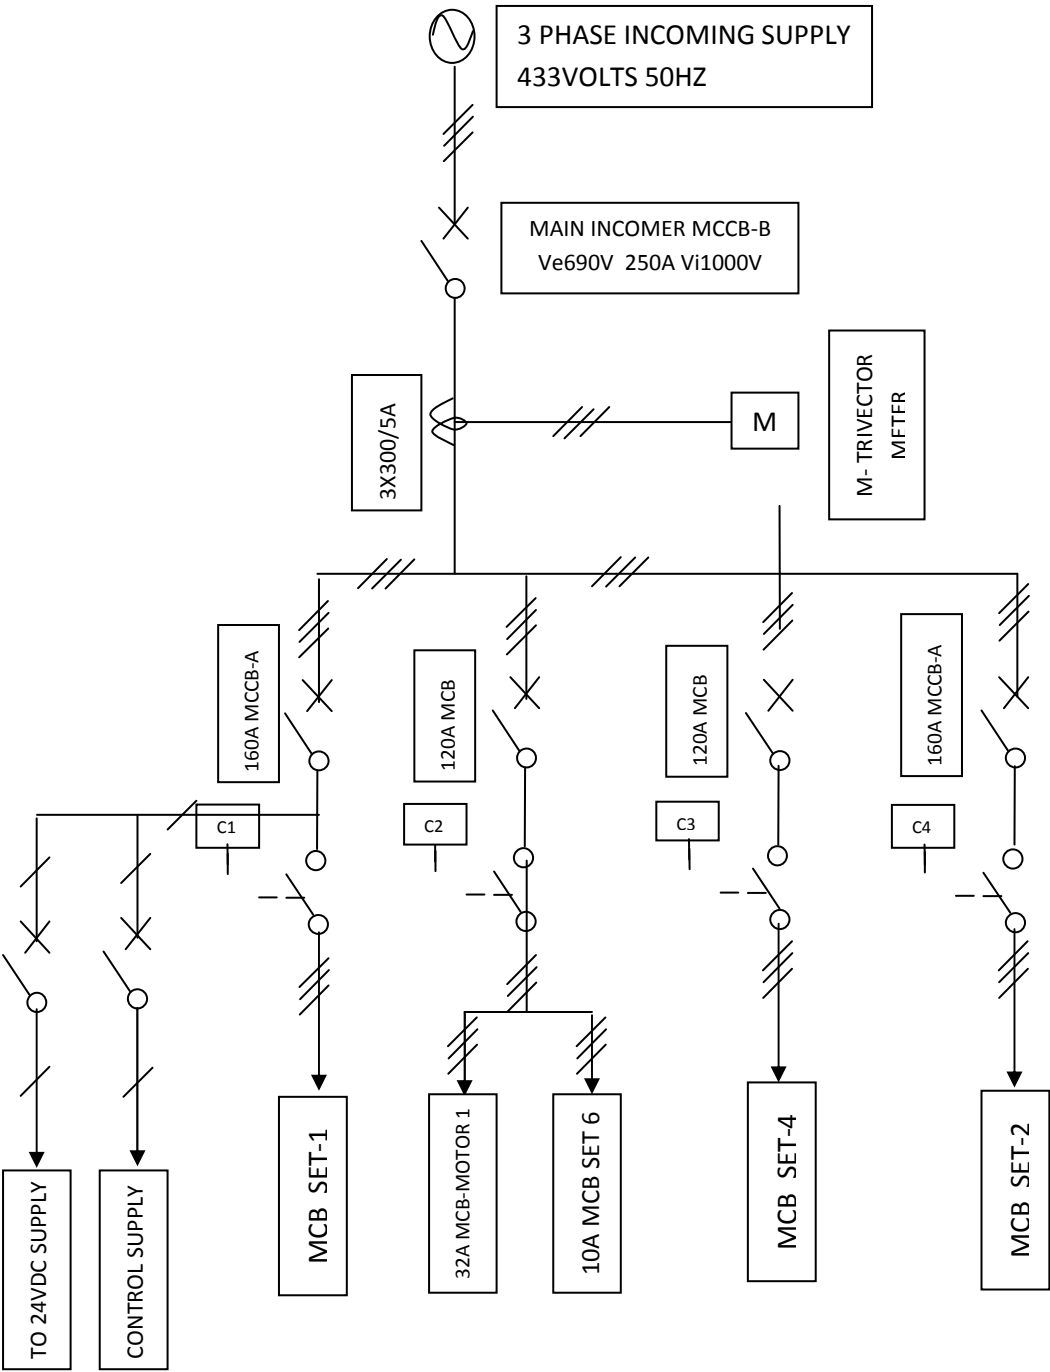 3 PHASE INCOMING SUPPLY
433VOLTS 50HZ
MAIN INCOMER MCCB-B
Ve690V 250A Vi1000V
3X300/5A
M
M- TRIVECTOR
MFTFR
160A MCCB-A
120A MCB
120A MCB
160A MCCB-A
C1
C2
C3
C4
TO 24VDC SUPPLY
CONTROL SUPPLY
MCB SET-1
32A MCB-MOTOR 1
10A MCB SET 6
MCB SET-4
MCB SET-2